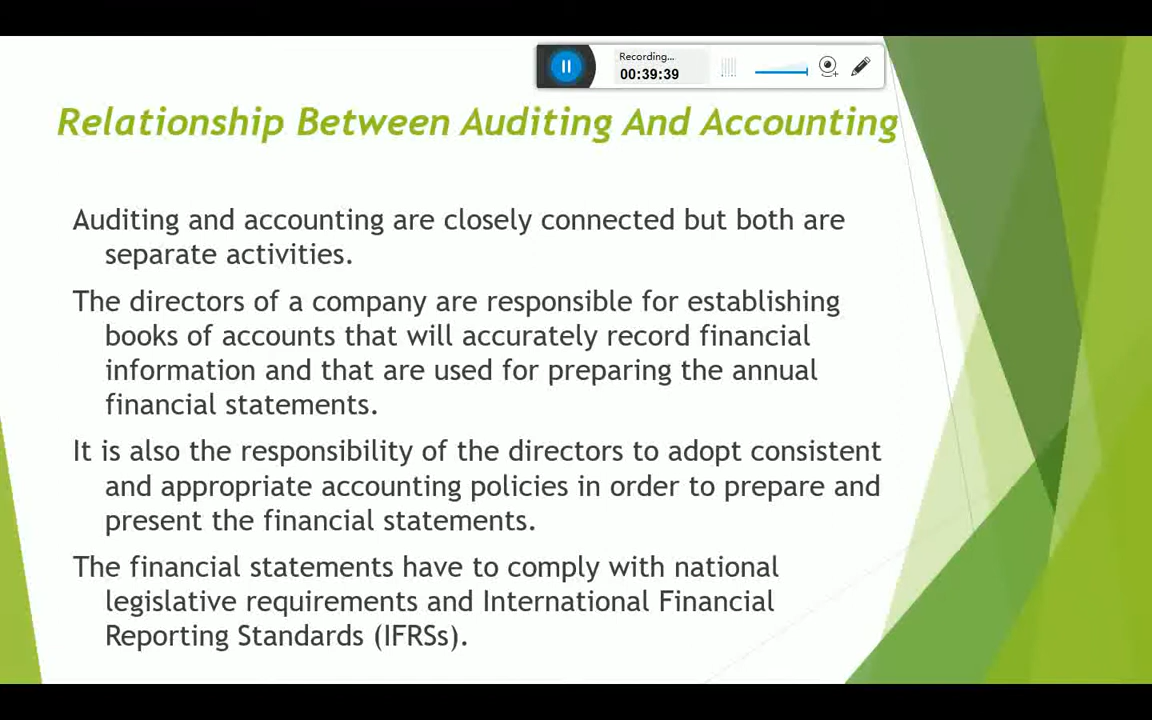 Recording...
00:39:39
Relationship Between Auditing And Accounting
Auditing and accounting are closely connected but both are
separate activities.
The directors of a company are responsible for establishing
books of accounts that will accurately record financial
information and that are used for preparing the annual
financial statements.
It is also the responsibility of the directors to adopt consistent
and appropriate accounting policies in order to prepare and
present the financial statements.
The financial statements have to comply with national
legislative requirements and International Financial
Reporting Standards (IFRSs).